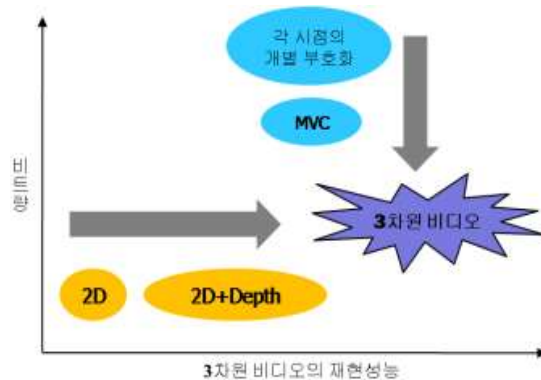 각 시점의
개별 부호화
MVC
비트량
3차원 비디오
2D
2D+Depth
3차원 비디오의 재현성능